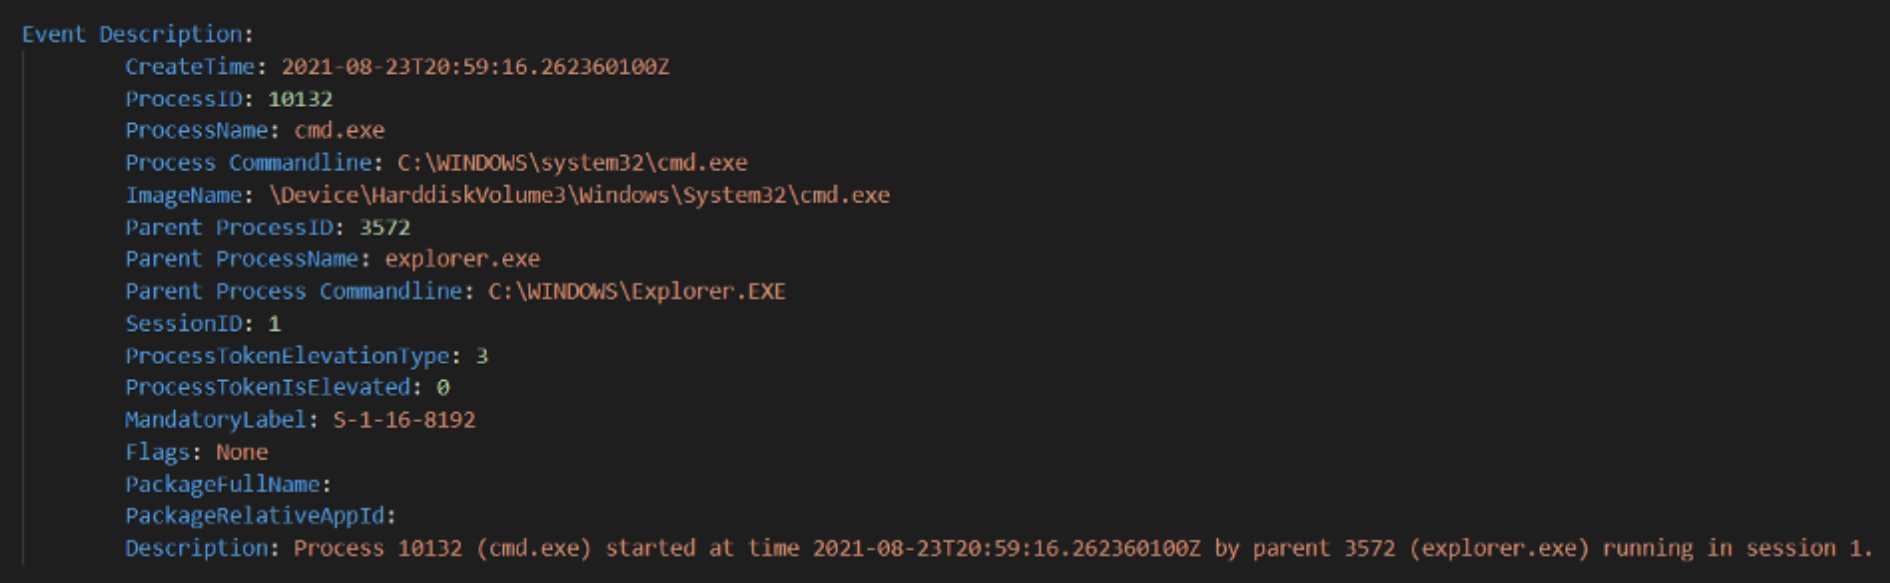 Event Description:
CreateTime: 2021-08-23T20:59:16.262360100Z
ProcessID: 10132
ProcessName: cmd.exe
Process Commandline: C:\WINDOWS\system32\cmd.exe
ImageName: \Device\HarddiskVolume3\Windows\System32\cmd.exe
Parent ProcessID: 3572
Parent ProcessName: explorer.exe
Parent Process Commandline: C:\WINDOWS\Explorer.EXE
SessionID: 1
ProcessTokenElevationType: 3
ProcessTokenIsElevated: 0
MandatoryLabel: S-1-16-8192
Flags: None
PackageFullName:
PackageRelativeAppId:
Description: Process 10132 (cmd.exe) started at time 2021-08-23T20:59:16.262360100Z by parent 3572 (explorer.exe) running in session 1.